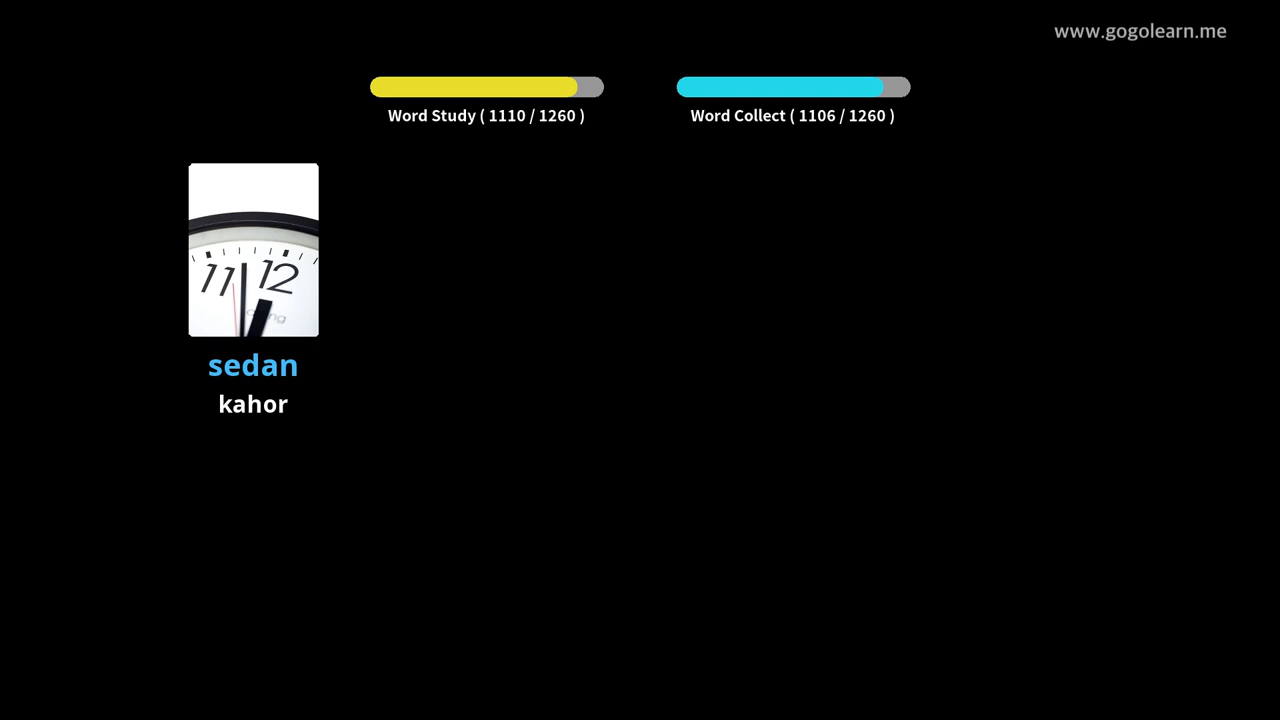 www.gogolearn.me
Word Study ( 1110 / 1260 )
Word Collect ( 1106 / 1260 )
11 12
sedan
kahor